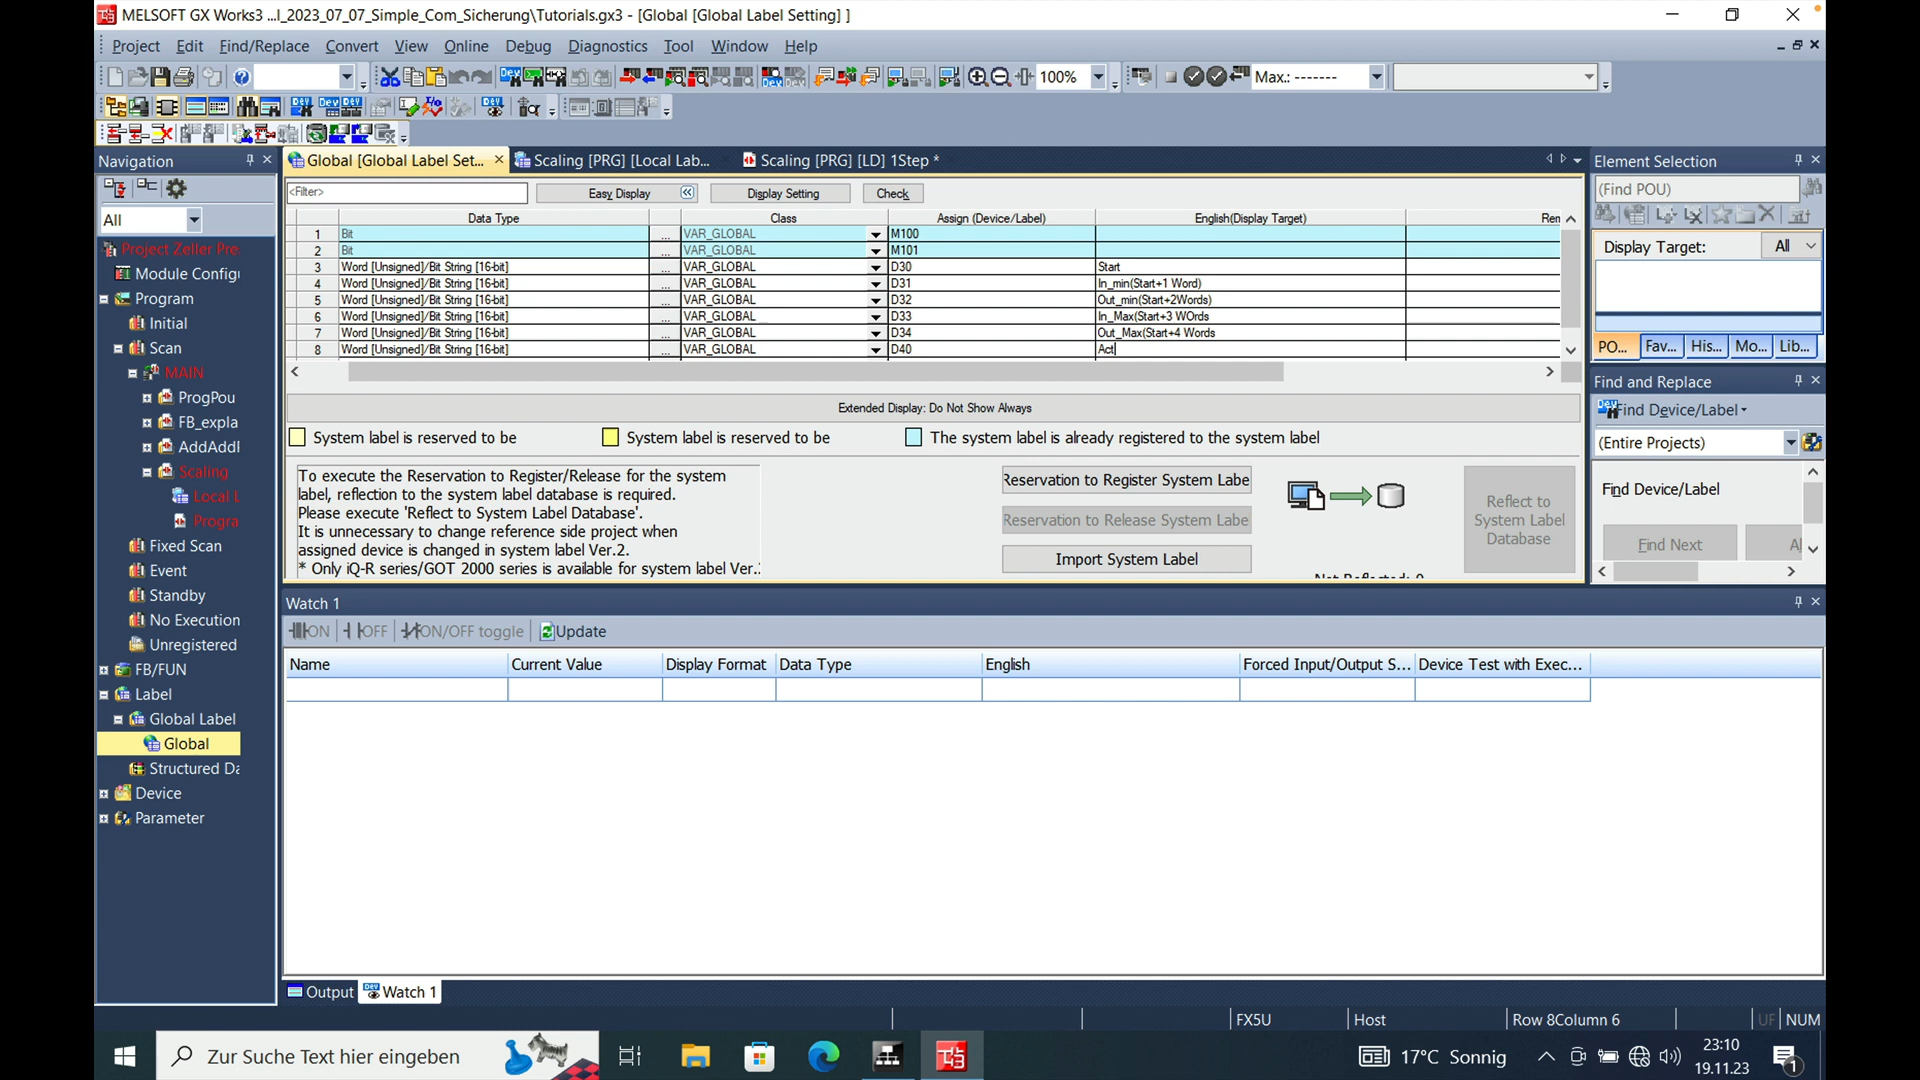 MELSOFT GX Works3 ...I_2023_07_07_Simple_Com_Sicherung\Tutorials.gx3 - [Global [Global Label Setting] ]
Project Edit Find/Replace Convert View Online Debug Diagnostics Tool Window Help
100% Max.: -------
Navigation
All
Project Zeller Pre
Module Configu
Program
Initial
Scan
MAIN
ProgPou
FB_expla
AddAddI
Scaling
Local L
Progra
Fixed Scan
Event
Standby
No Execution
Unregistered
FB/FUN
Label
Global Label
Global
Structured Da
Device
Parameter
Global [Global Label Set... Scaling [PRG] [Local Lab... Scaling [PRG] [LD] 1Step *
<Filter> Easy Display Display Setting Check
Data Type Class Assign (Device/Label) English(Display Target) Rem
1 Bit ... VAR_GLOBAL M100
2 Bit ... VAR_GLOBAL M101
3 Word [Unsigned]/Bit String [16-bit] ... VAR_GLOBAL D30 Start
4 Word [Unsigned]/Bit String [16-bit] ... VAR_GLOBAL D31 In_min(Start+1 Word)
5 Word [Unsigned]/Bit String [16-bit] ... VAR_GLOBAL D32 Out_min(Start+2Words)
6 Word [Unsigned]/Bit String [16-bit] ... VAR_GLOBAL D33 In_Max(Start+3 WOrds
7 Word [Unsigned]/Bit String [16-bit] ... VAR_GLOBAL D34 Out_Max(Start+4 Words
8 Word [Unsigned]/Bit String [16-bit] ... VAR_GLOBAL D40 Act
Extended Display: Do Not Show Always
System label is reserved to be System label is reserved to be The system label is already registered to the system label
To execute the Reservation to Register/Release for the system
label, reflection to the system label database is required.
Please execute 'Reflect to System Label Database'.
It is unnecessary to change reference side project when
assigned device is changed in system label Ver.2.
* Only iQ-R series/GOT 2000 series is available for system label Ver.
Reservation to Register System Labe
Reservation to Release System Labe
Import System Label
Reflect to
System Label
Database
Element Selection
(Find POU)
Display Target: All
PO... Fav... His... Mo... Lib...
Find and Replace
Find Device/Label
(Entire Projects)
Find Device/Label
Find Next Al
Watch 1
ON OFF ON/OFF toggle Update
Name Current Value Display Format Data Type English Forced Input/Output S... Device Test with Exec...
Output Watch 1
FX5U Host Row 8Column 6 UF NUM
Zur Suche Text hier eingeben
17°C Sonnig
23:10
19.11.23
1